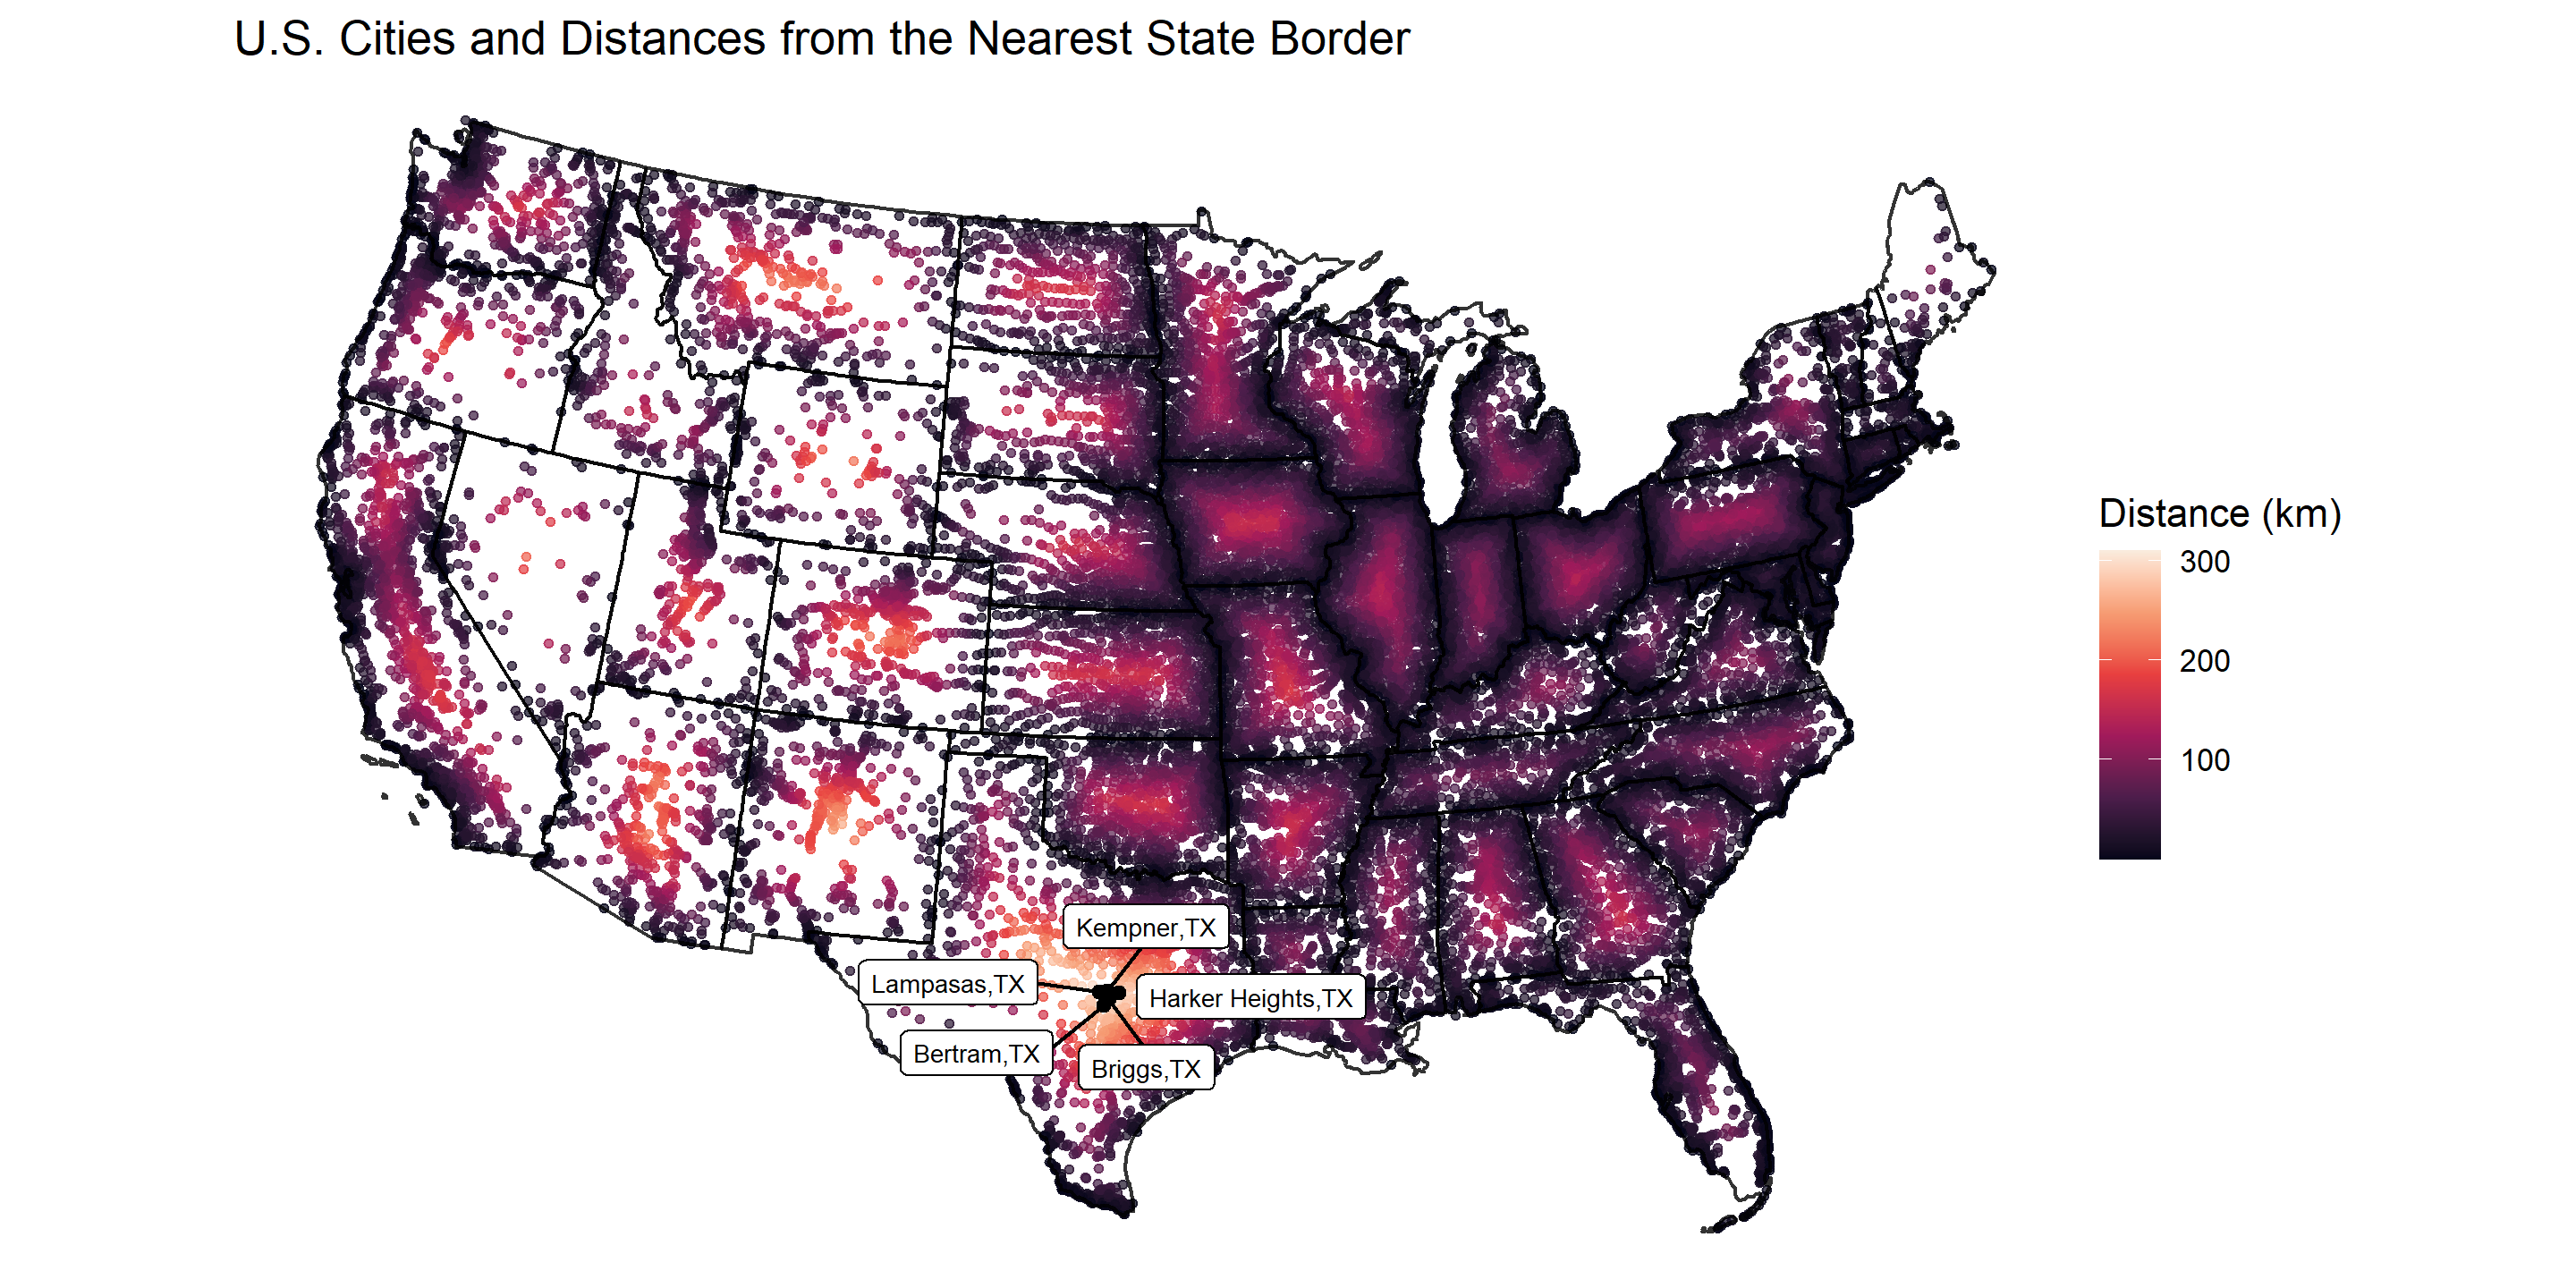 U.S. Cities and Distances from the Nearest State Border
Distance (km)
300
200
100
Kempner,TX
Lampasas,TX
Harker Heights,TX
Bertram,TX
Briggs,TX